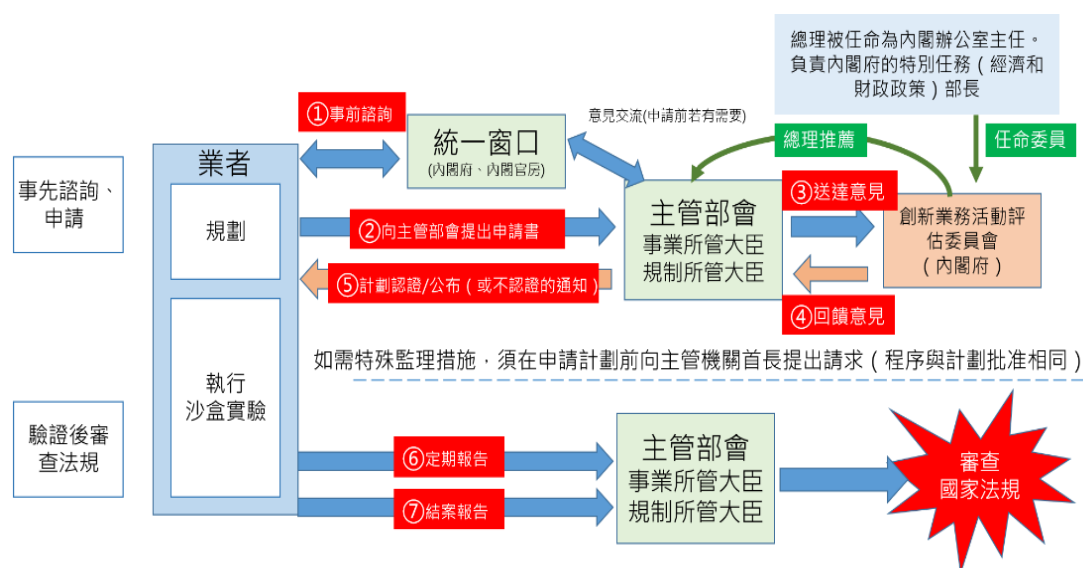 總理被任命為內閣辦公室主任。
負責內閣府的特別任務（經濟和
財政政策）部長
①事前諮詢
意見交流(申請前若有需要)
統一窗口
(內閣府、內閣官房)
總理推薦
任命委員
事先諮詢、
申請
業者
規劃
②向主管部會提出申請書
主管部會
事業所管大臣
規制所管大臣
③送達意見
創新業務活動評
估委員會
（內閣府）
⑤計劃認證/公布（或不認證的通知）
④回饋意見
如需特殊監理措施，須在申請計劃前向主管機關首長提出請求（程序與計劃批准相同）
執行
沙盒實驗
驗證後審
查法規
⑥定期報告
⑦結案報告
主管部會
事業所管大臣
規制所管大臣
審查
國家法規